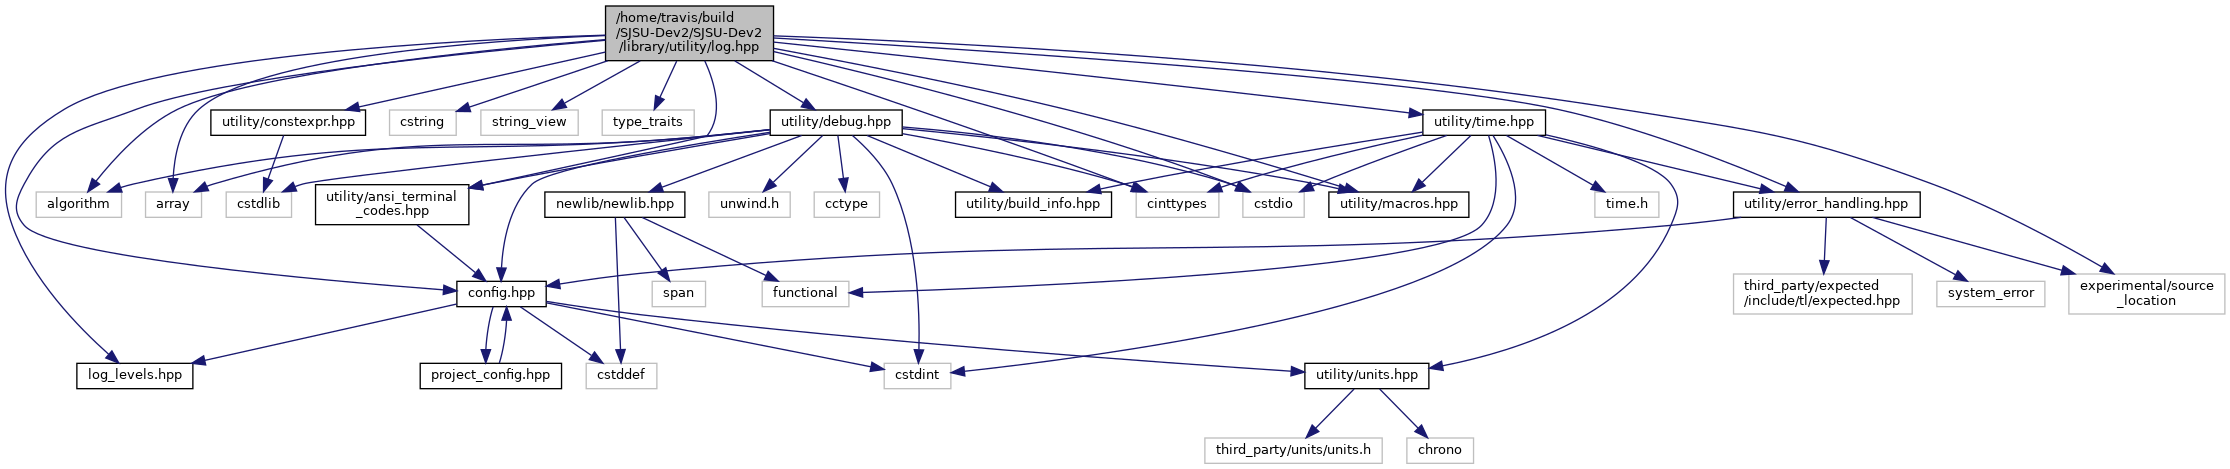 /home/travis/build
/SJSU-Dev2/SJSU-Dev2
/library/utility/log.hpp
utility/constexpr.hpp
cstring
string_view
type_traits
utility/debug.hpp
utility/time.hpp
algorithm
array
cstdlib
utility/ansi_terminal
_codes.hpp
newlib/newlib.hpp
unwind.h
cctype
utility/build_info.hpp
cinttypes
cstdio
utility/macros.hpp
time.h
utility/error_handling.hpp
config.hpp
span
functional
third_party/expected
/include/tl/expected.hpp
system_error
experimental/source
_location
log_levels.hpp
project_config.hpp
cstddef
cstdint
utility/units.hpp
third_party/units/units.h
chrono